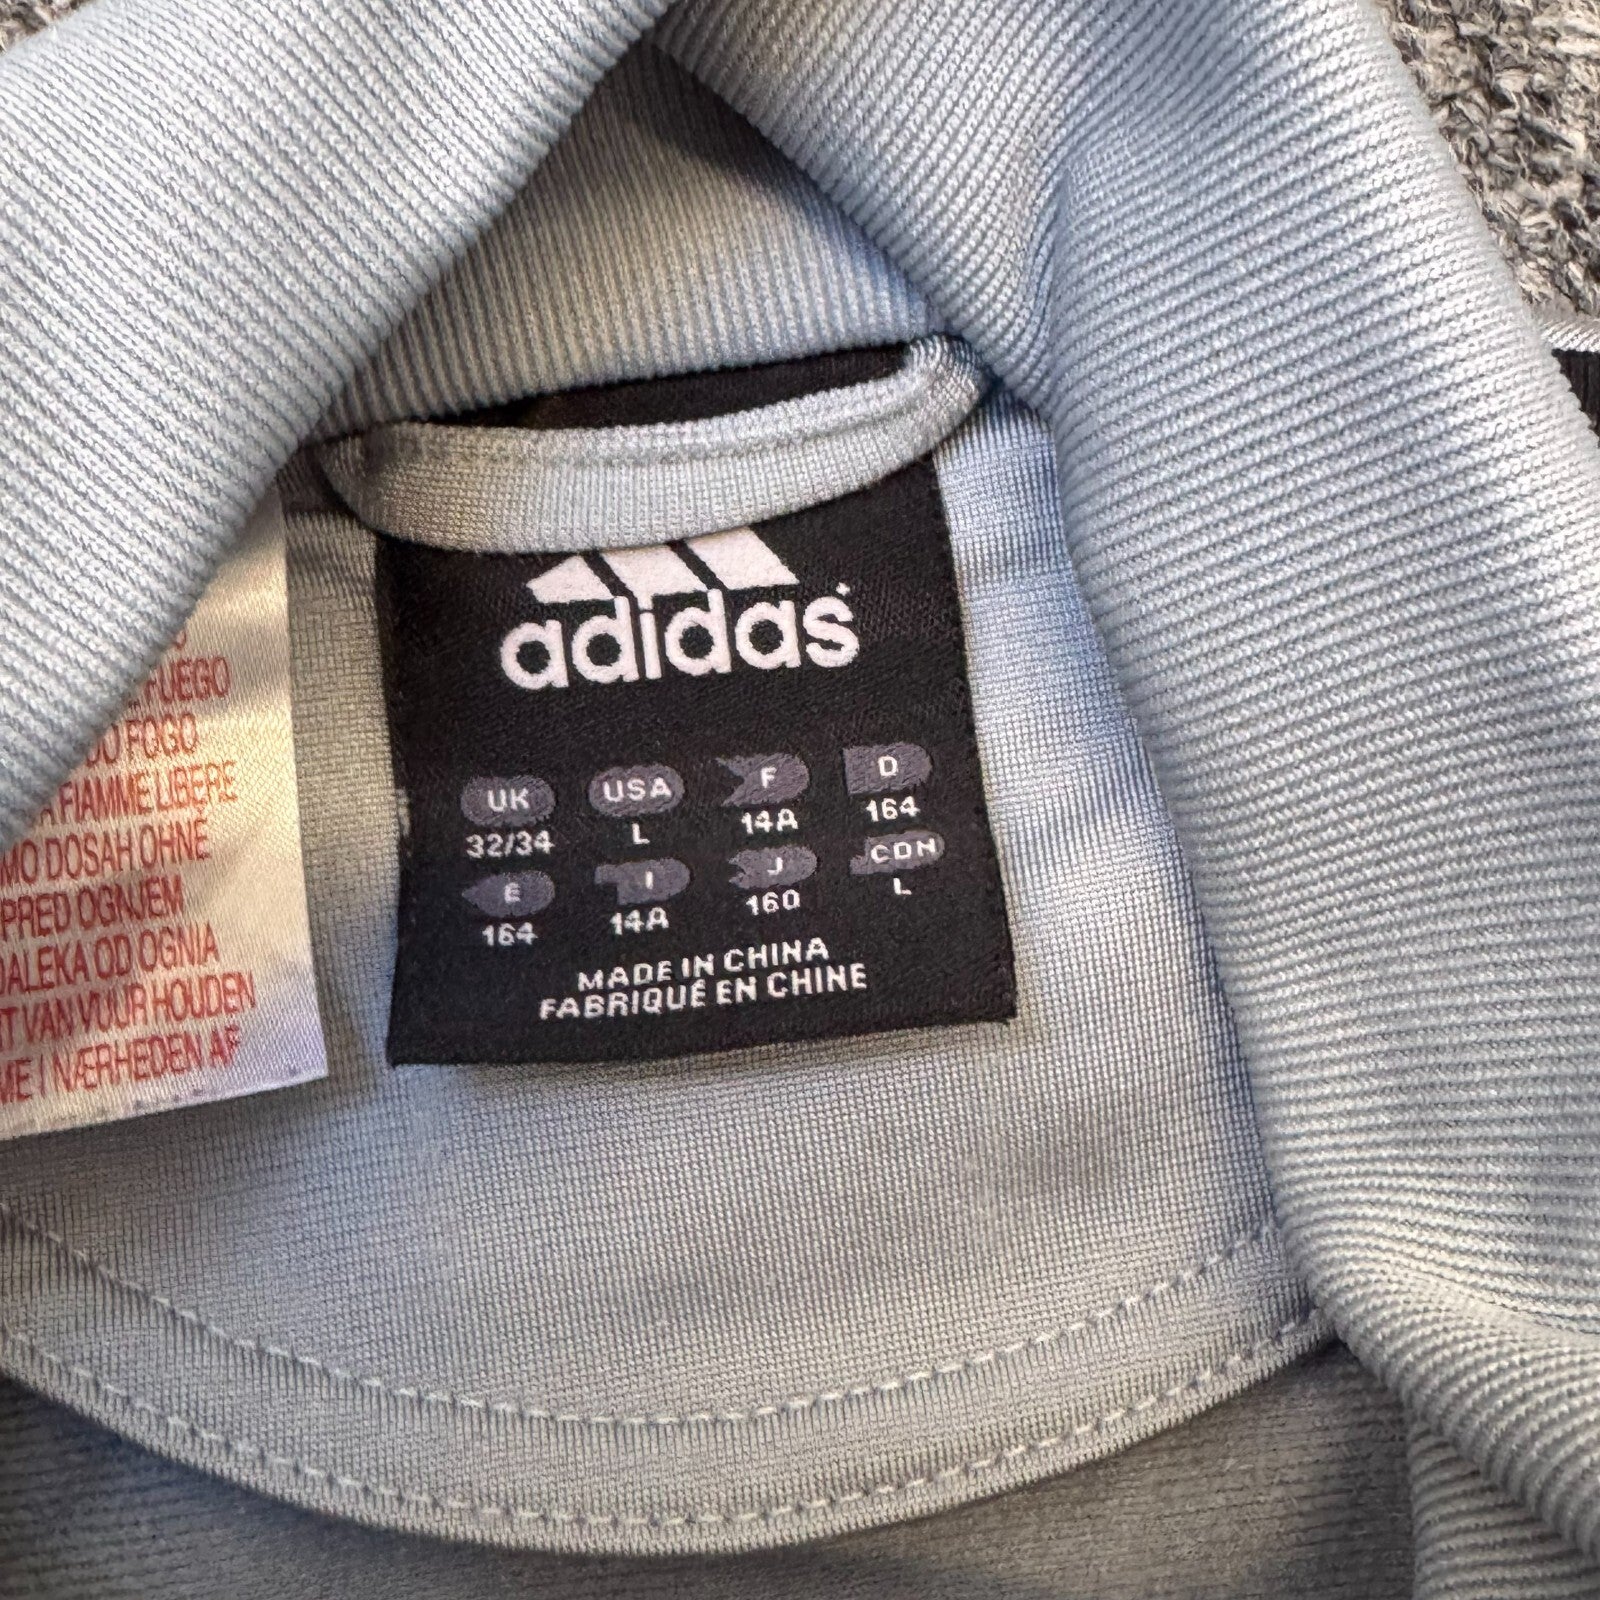 FUEGO
DO FOGO
A FIAMME LIBERE
MO DOSAH OHNE
PRED OGNJEM
DALEKA OD OGNIA
T VAN VUUR HOUDEN
ME I NÆRHEDEN AF
adidas
UK USA F D
32/34 L 14A 164
E I J CDN
164 14A 160 L
MADE IN CHINA
FABRIQUÉ EN CHINE